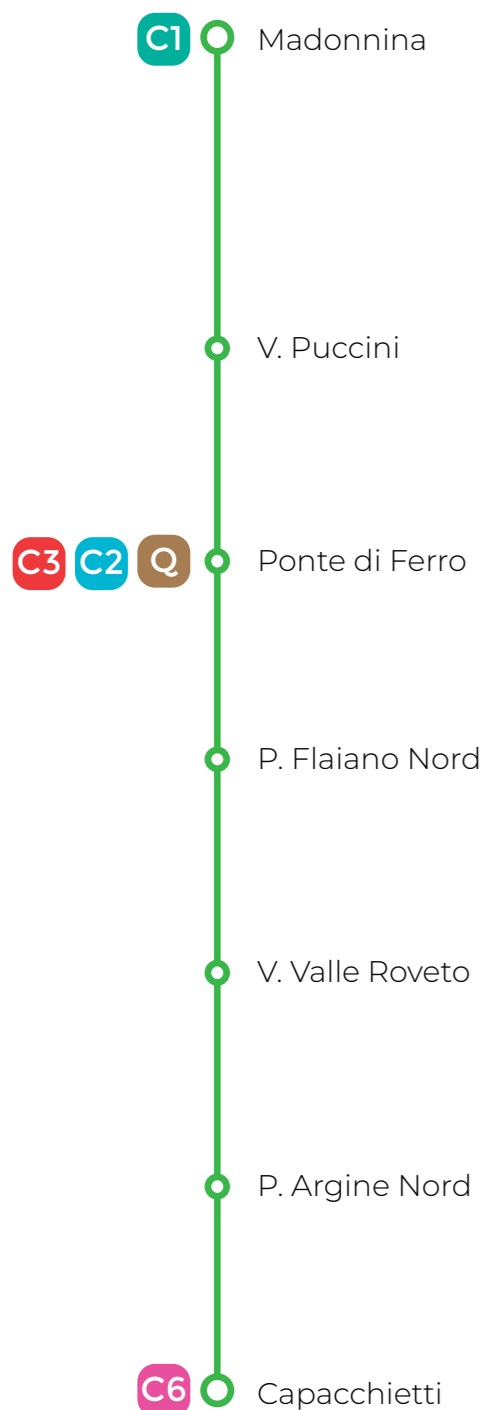 C1 Madonnina
V. Puccini
C3 C2 Q Ponte di Ferro
P. Flaiano Nord
V. Valle Roveto
P. Argine Nord
C6 Capacchietti